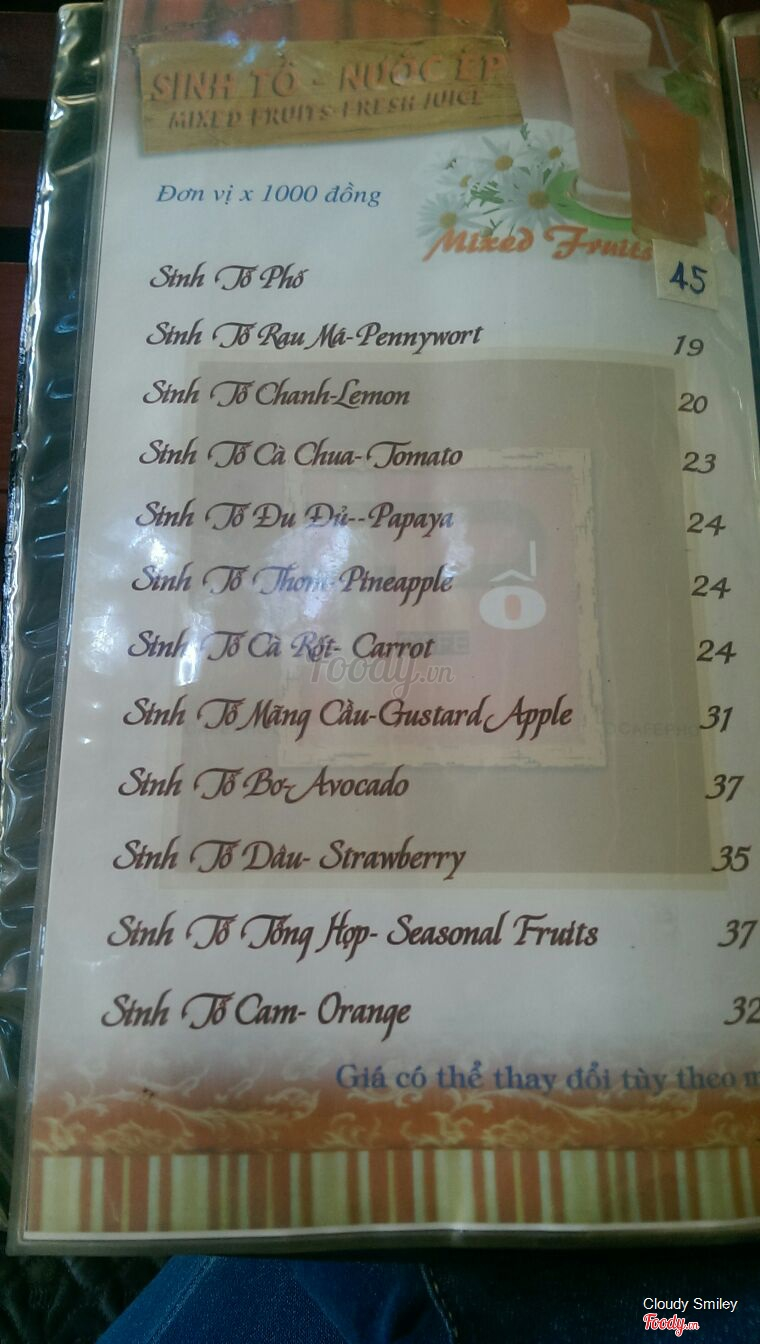 SINH TỐ - NƯỚC ÉP
MIXED FRUITS-FRESH JUICE
Đơn vị x 1000 đồng
Mixed Fruits
Sinh Tố Phố 45
Sinh Tố Rau Má-Pennywort 19
Sinh Tố Chanh-Lemon 20
Sinh Tố Cà Chua-Tomato 23
Sinh Tố Đu Đủ--Papaya 24
Sinh Tố Thơm-Pineapple 24
Sinh Tố Cà Rốt- Carrot 24
Foody.vn
Sinh Tố Mãng Cầu-Gustard Apple 31
Sinh Tố Bơ-Avocado 37
Sinh Tố Dâu- Strawberry 35
Sinh Tố Tổng Hợp- Seasonal Fruits 37
Sinh Tố Cam- Orange 32
Giá có thể thay đổi tùy theo
Cloudy Smiley
Foody.vn